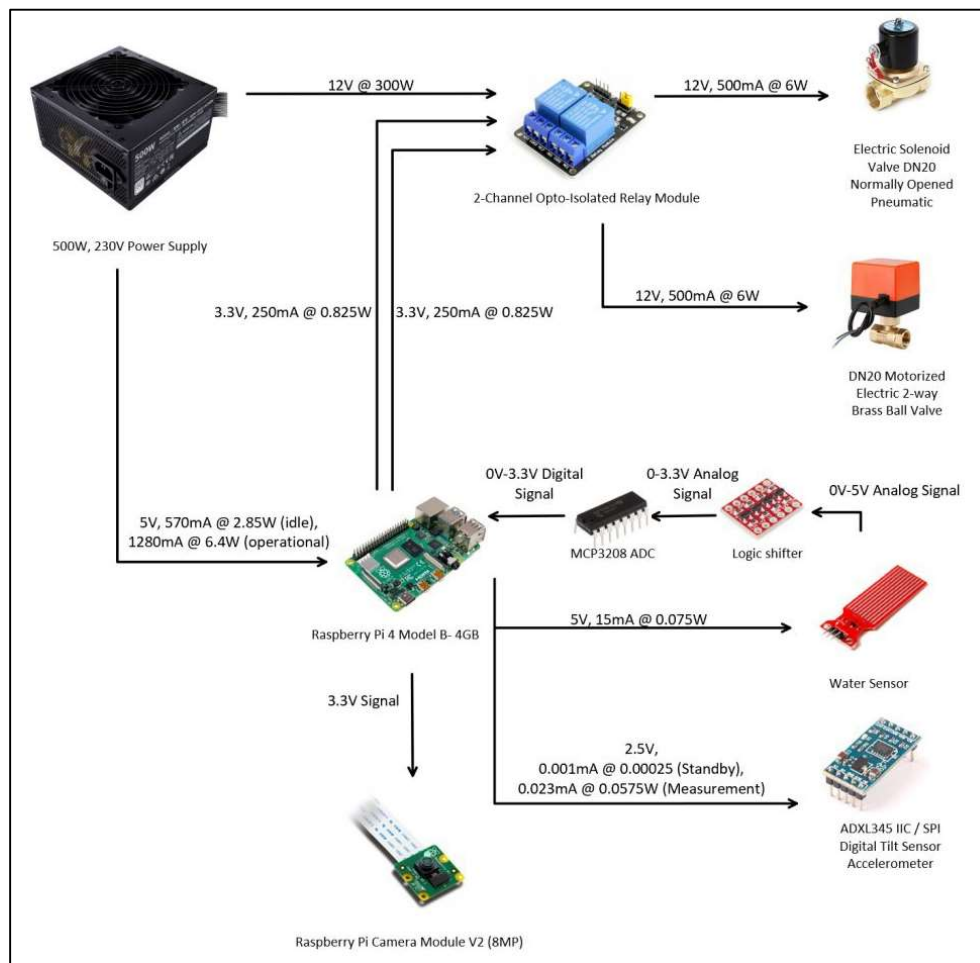 12V @ 300W
12V, 500mA @ 6W
500W
Electric Solenoid
Valve DN20
Normally Opened
Pneumatic
2-Channel Opto-Isolated Relay Module
500W, 230V Power Supply
3.3V, 250mA @ 0.825W
3.3V, 250mA @ 0.825W
12V, 500mA @ 6W
DN20 Motorized
Electric 2-way
Brass Ball Valve
0V-3.3V Digital
Signal
0-3.3V Analog
Signal
0V-5V Analog Signal
5V, 570mA @ 2.85W (idle),
1280mA @ 6.4W (operational)
MCP3208 ADC
Logic shifter
5V, 15mA @ 0.075W
Raspberry Pi 4 Model B- 4GB
Water Sensor
3.3V Signal
2.5V,
0.001mA @ 0.00025 (Standby),
0.023mA @ 0.0575W (Measurement)
ADXL345 IIC / SPI
Digital Tilt Sensor
Accelerometer
Raspberry Pi Camera Module V2 (8MP)